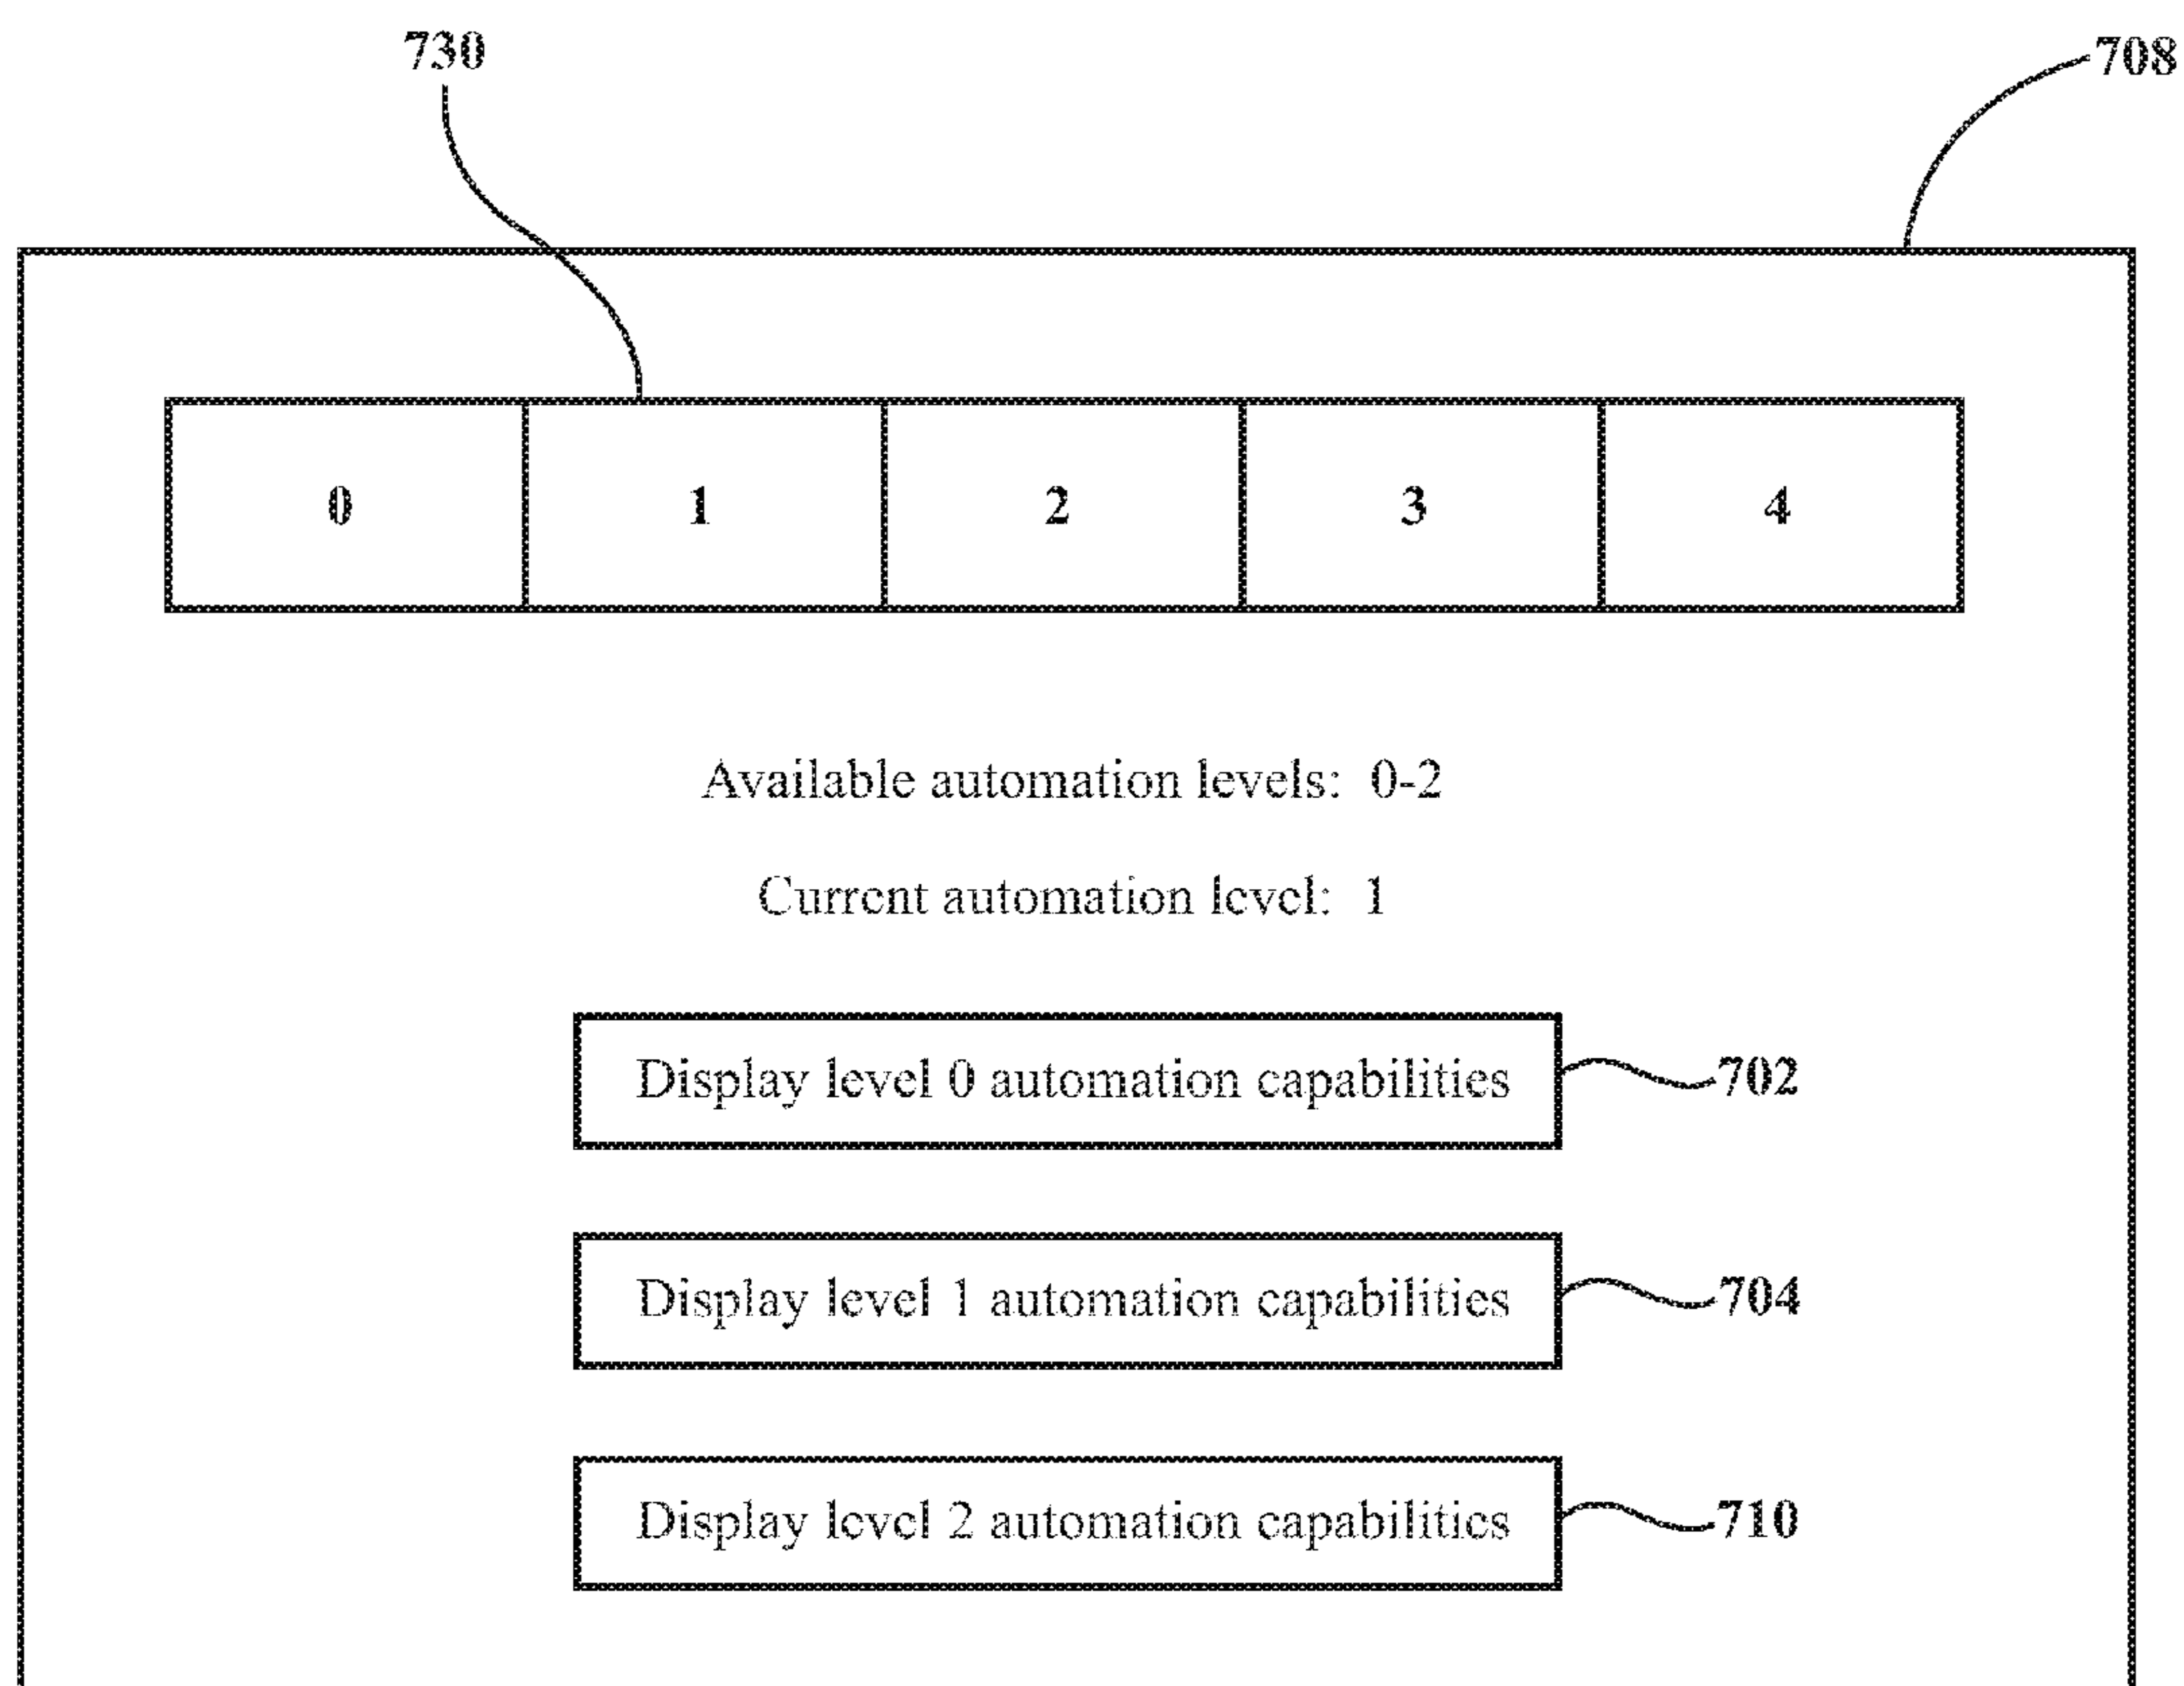 730 708
0 1 2 3 4
Available automation levels: 0-2
Current automation level: 1
Display level 0 automation capabilities 702
Display level 1 automation capabilities 704
Display level 2 automation capabilities 710